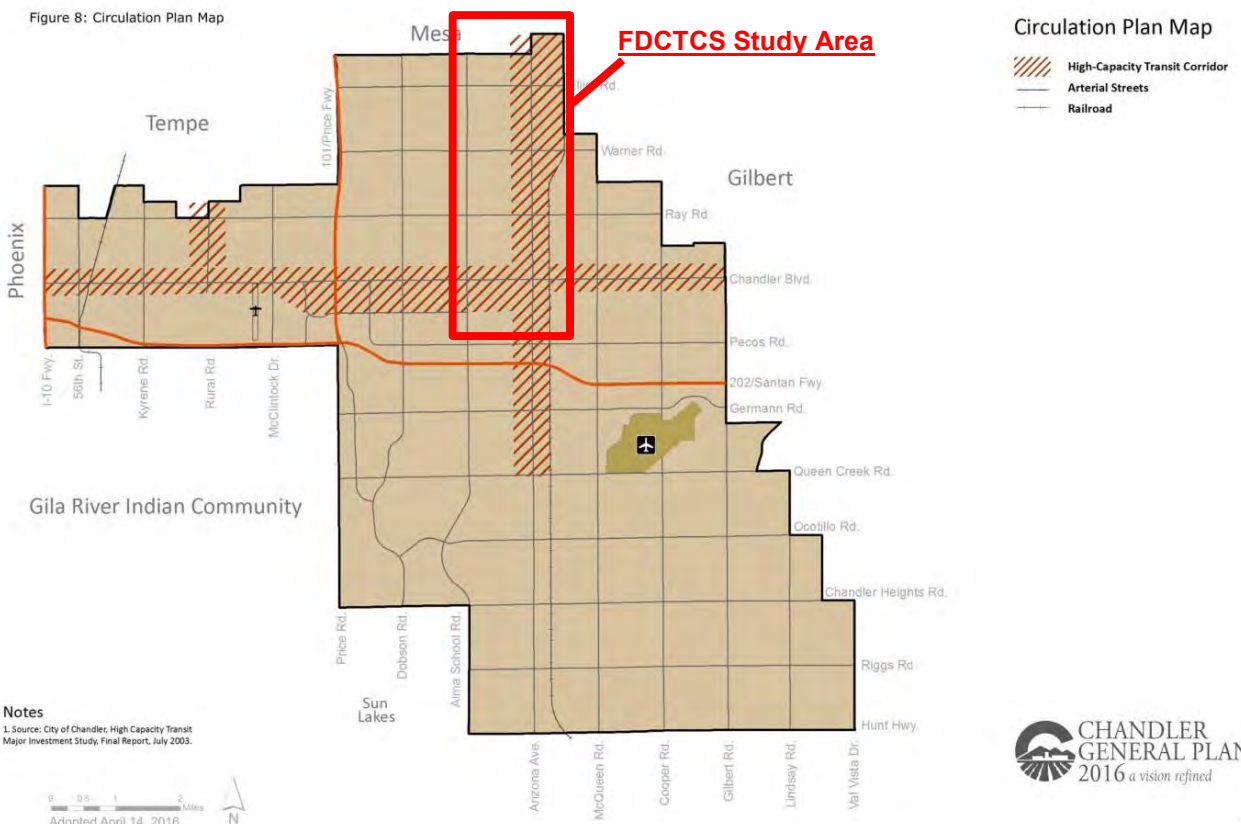 Figure 8: Circulation Plan Map
Mesa
FDCTCS Study Area
Circulation Plan Map
High-Capacity Transit Corridor
Arterial Streets
Railroad
Tempe
101/Price Fwy.
Elliot Rd.
Warner Rd.
Gilbert
Ray Rd.
Phoenix
Chandler Blvd.
Pecos Rd.
202/Santan Fwy
Germann Rd.
I-10 Fwy.
56th St.
Kyrene Rd.
Rural Rd.
McClintock Dr.
Queen Creek Rd.
Gila River Indian Community
Ocotillo Rd.
Chandler Heights Rd.
Price Rd.
Dobson Rd.
Alma School Rd.
Riggs Rd
Sun
Lakes
Hunt Hwy.
Notes
1. Source: City of Chandler, High Capacity Transit
Major Investment Study, Final Report, July 2003.
Arizona Ave.
McQueen Rd.
Cooper Rd.
Gilbert Rd.
Lindsay Rd.
Val Vista Dr.
CHANDLER
GENERAL PLAN
2016 a vision refined
0 0.5 1 2 Miles
Adopted April 14, 2016
N